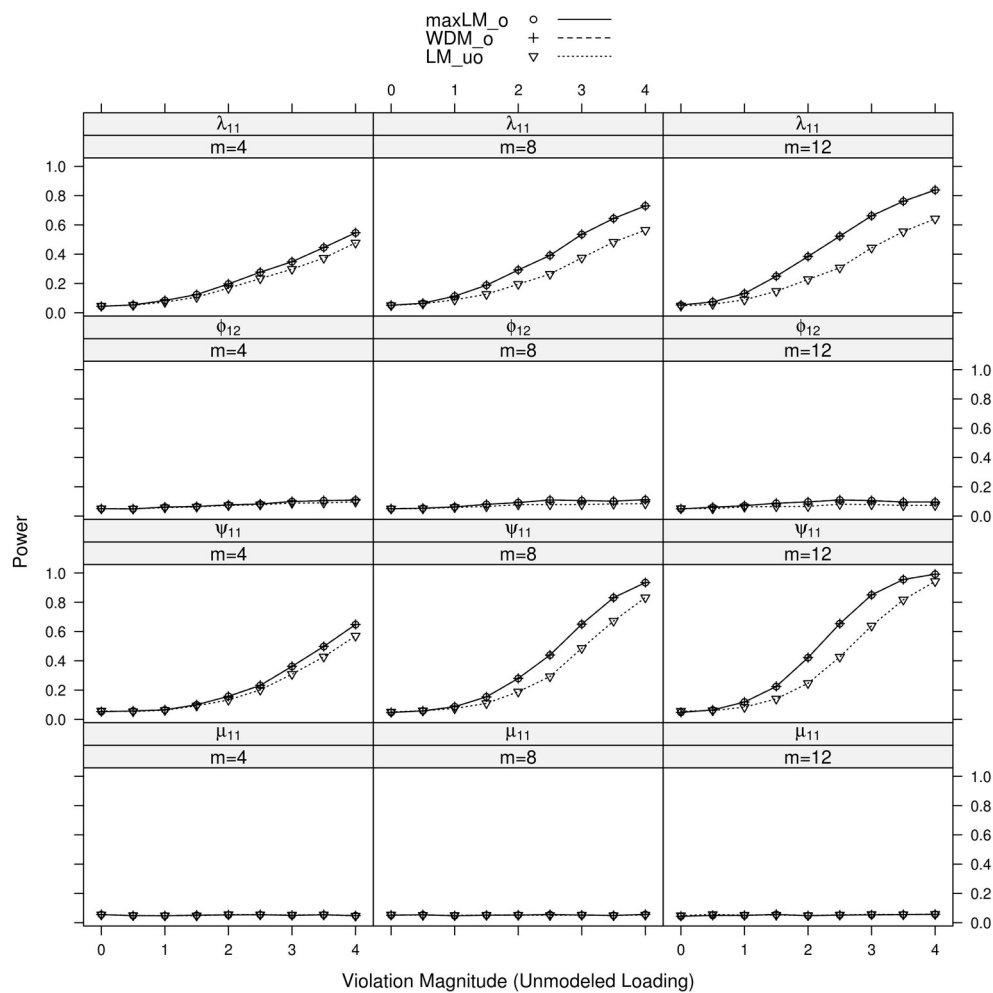 maxLM_o
WDM_o
LM_uo
0 1 2 3 4
λ11 λ11 λ11
m=4 m=8 m=12
1.0
0.8
0.6
0.4
0.2
0.0
ϕ12 ϕ12 ϕ12
m=4 m=8 m=12
1.0
0.8
0.6
0.4
0.2
0.0
Power
ψ11 ψ11 ψ11
m=4 m=8 m=12
1.0
0.8
0.6
0.4
0.2
0.0
μ11 μ11 μ11
m=4 m=8 m=12
1.0
0.8
0.6
0.4
0.2
0.0
0 1 2 3 4 0 1 2 3 4
Violation Magnitude (Unmodeled Loading)